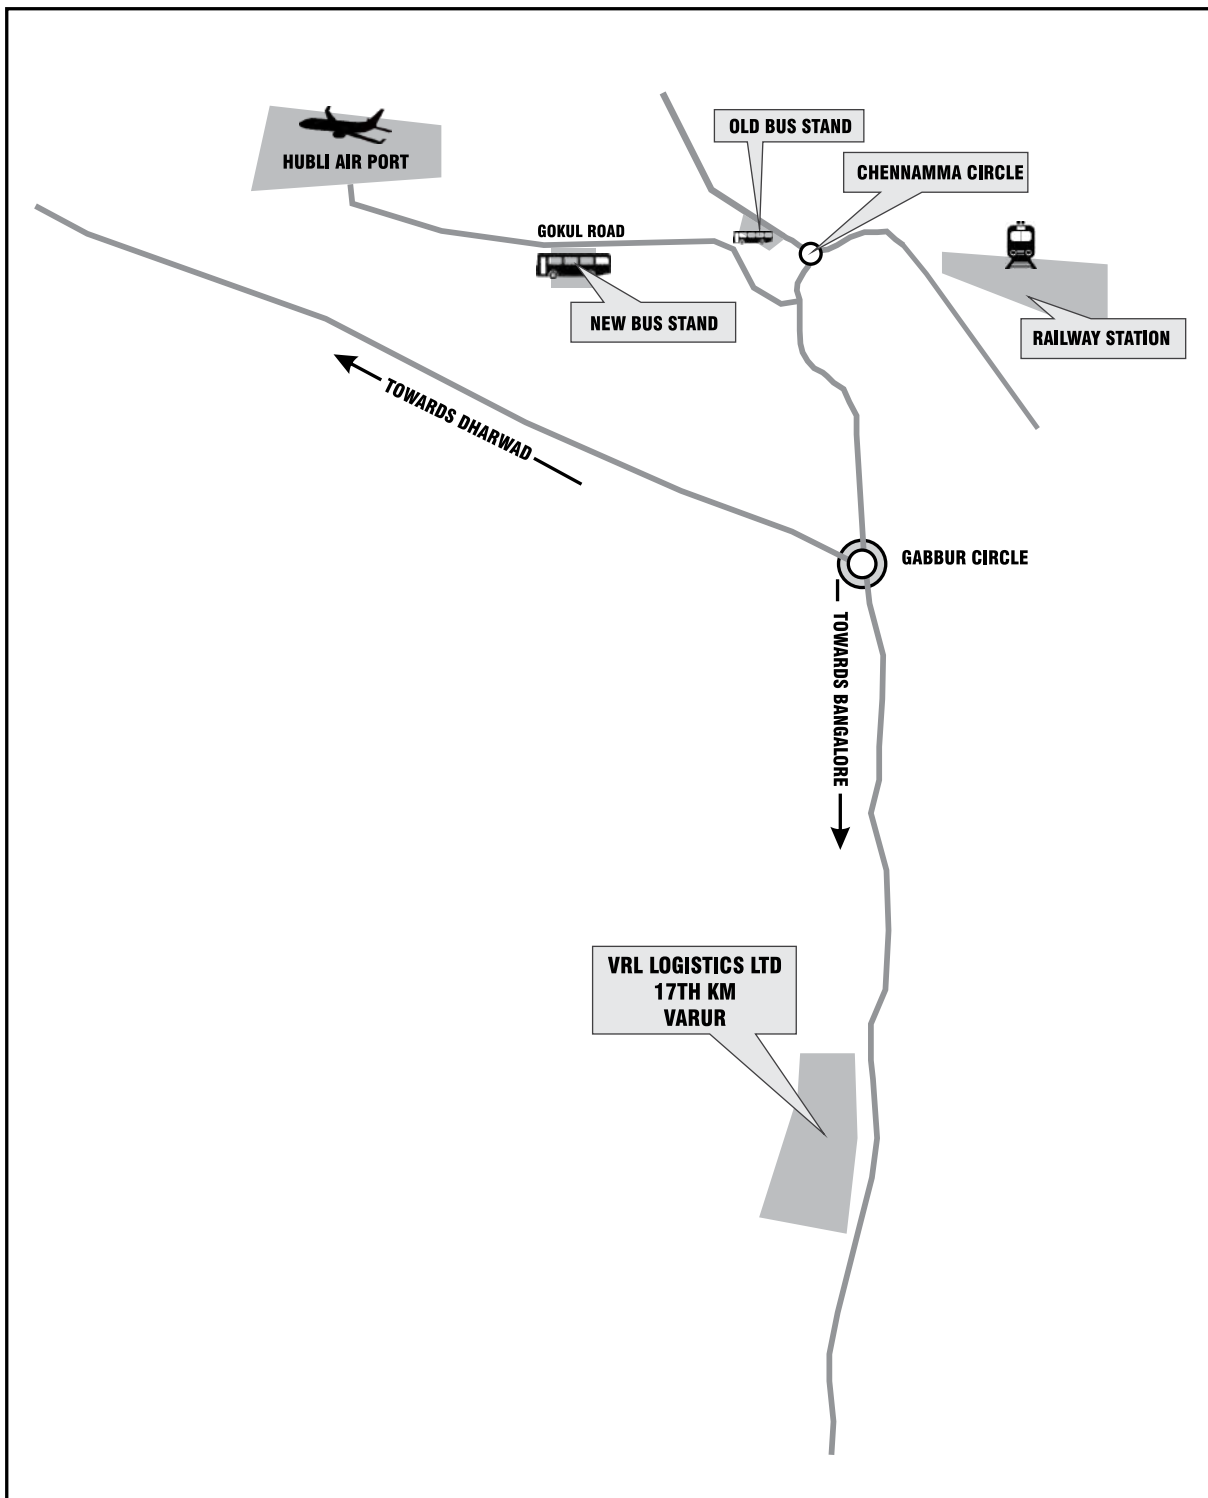 OLD BUS STAND
HUBLI AIR PORT
CHENNAMMA CIRCLE
GOKUL ROAD
NEW BUS STAND
RAILWAY STATION
TOWARDS DHARWAD
GABBUR CIRCLE
TOWARDS BANGALORE
VRL LOGISTICS LTD
17TH KM
VARUR